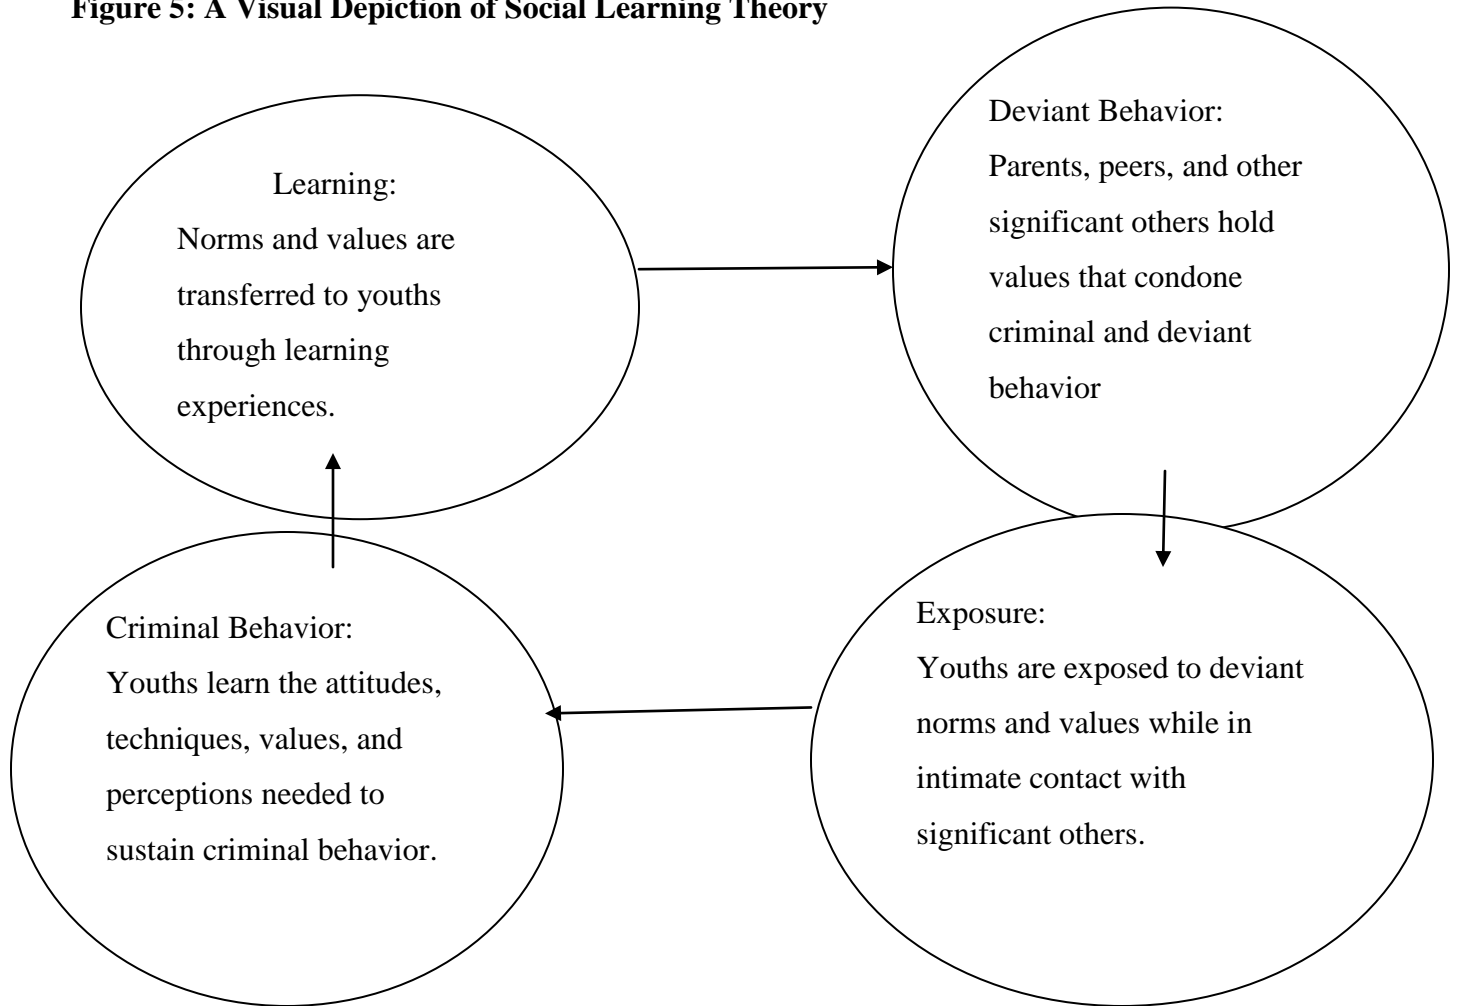 Figure 5: A Visual Depiction of Social Learning Theory
Learning:
Norms and values are
transferred to youths
through learning
experiences.
Deviant Behavior:
Parents, peers, and other
significant others hold
values that condone
criminal and deviant
behavior
Exposure:
Youths are exposed to deviant
norms and values while in
intimate contact with
significant others.
Criminal Behavior:
Youths learn the attitudes,
techniques, values, and
perceptions needed to
sustain criminal behavior.